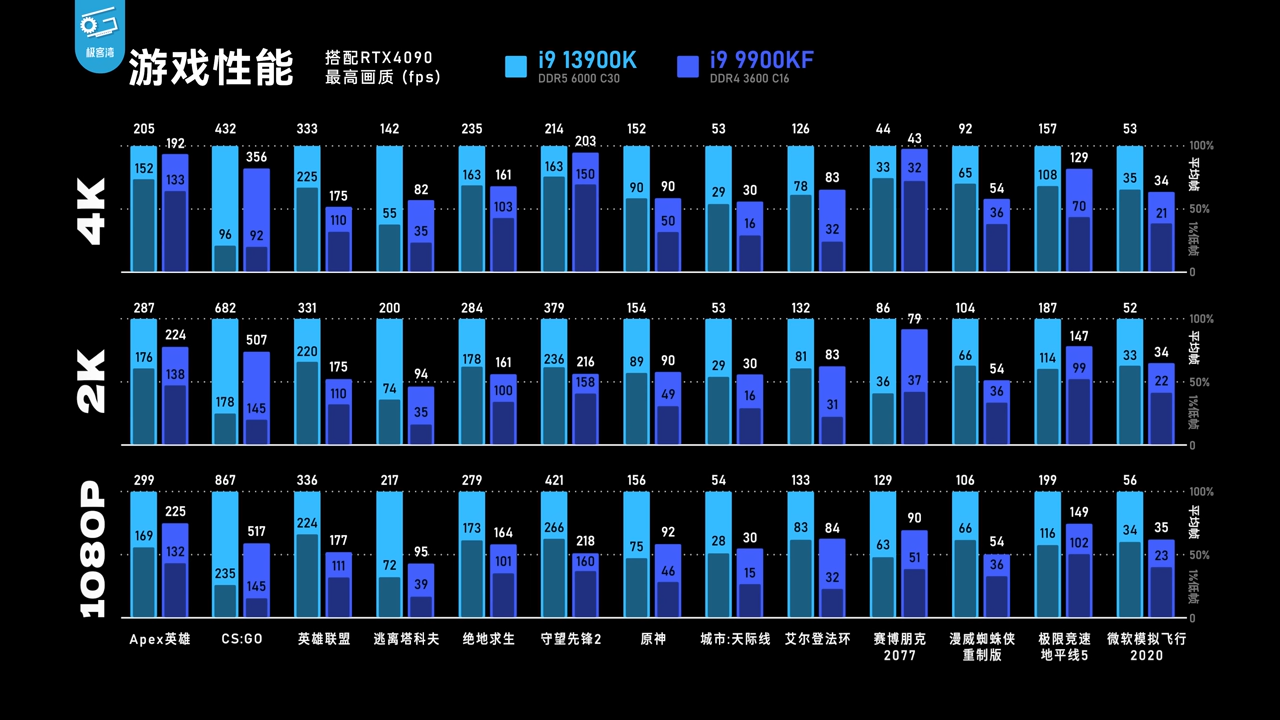 极客湾
游戏性能
搭配RTX4090
最高画质 (fps)
i9 13900K
DDR5 6000 C30
i9 9900KF
DDR4 3600 C16
4K
205 192 432 356 333 175 142 82 235 161 214 203 152 90 53 30 126 83 44 43 92 54 157 129 53 34
152 133 96 92 225 110 55 35 163 103 163 150 90 50 29 16 78 32 33 32 65 36 108 70 35 21
100%
平均帧
50%
1%低帧
0
2K
287 224 682 507 331 175 200 94 284 161 379 216 154 90 53 30 132 83 86 79 104 54 187 147 52 34
176 138 178 145 220 110 74 35 178 100 236 158 89 49 29 16 81 31 36 37 66 36 114 99 33 22
100%
平均帧
50%
1%低帧
0
1080P
299 225 867 517 336 177 217 95 279 164 421 218 156 92 54 30 133 84 129 90 106 54 199 149 56 35
169 132 235 145 224 111 72 39 173 101 266 160 75 46 28 15 83 32 63 51 66 36 116 102 34 23
100%
平均帧
50%
1%低帧
0
Apex英雄 CS:GO 英雄联盟 逃离塔科夫 绝地求生 守望先锋2 原神 城市:天际线 艾尔登法环 赛博朋克 漫威蜘蛛侠 极限竞速 微软模拟飞行
2077 重制版 地平线5 2020